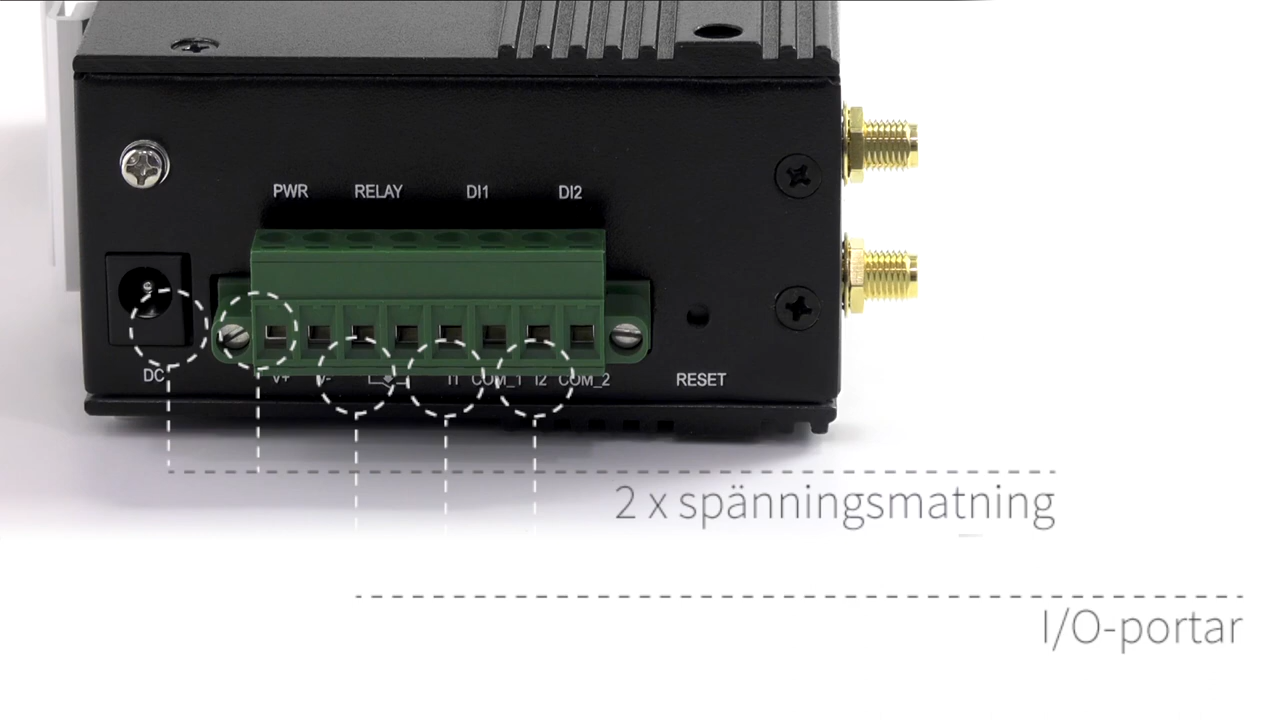 PWR RELAY DI1 DI2
DC V+ V- I1 COM_1 I2 COM_2 RESET
2 x spänningsmatning
I/O-portar